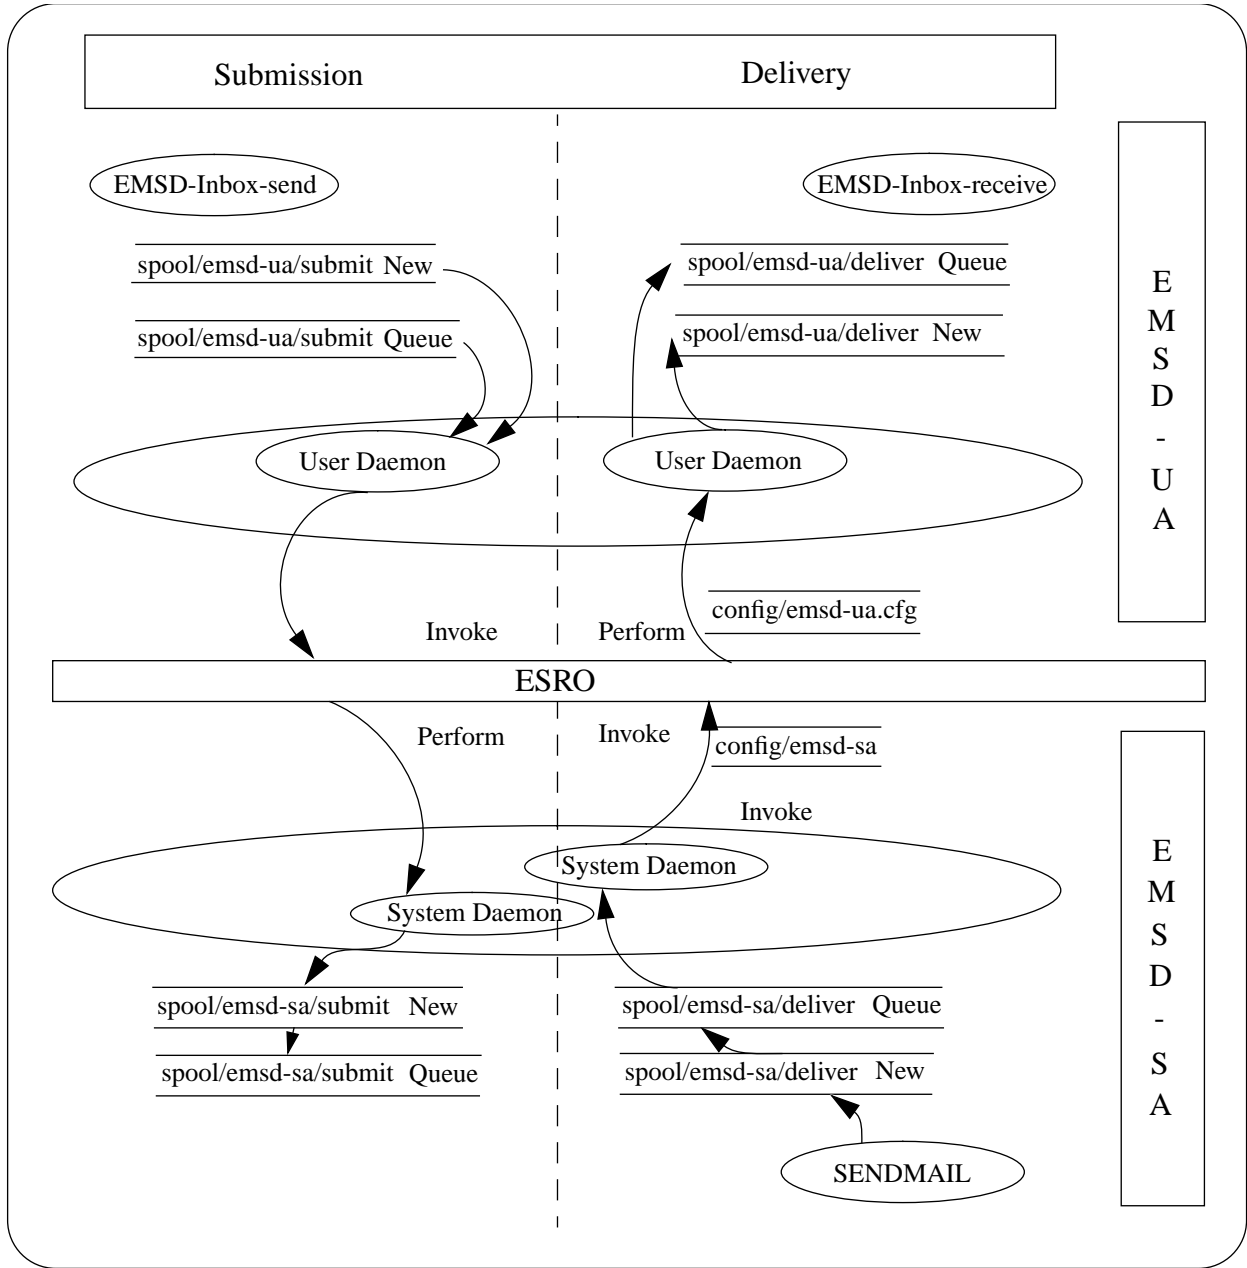 Submission Delivery
EMSD-Inbox-send EMSD-Inbox-receive
spool/emsd-ua/submit New
spool/emsd-ua/deliver Queue
spool/emsd-ua/submit Queue
spool/emsd-ua/deliver New
User Daemon User Daemon
config/emsd-ua.cfg
Invoke Perform
E
M
S
D
-
U
A
ESRO
Perform Invoke
config/emsd-sa
Invoke
System Daemon
System Daemon
spool/emsd-sa/submit New
spool/emsd-sa/deliver Queue
spool/emsd-sa/submit Queue
spool/emsd-sa/deliver New
SENDMAIL
E
M
S
D
-
S
A